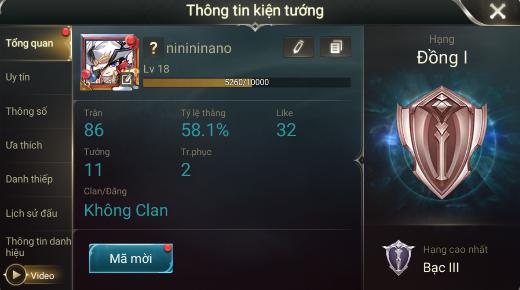 Thông tin kiện tướng
Tổng quan
Uy tín
Thông số
Ưa thích
Danh thiếp
Lịch sử đấu
Thông tin danh
hiệu
Video
? ninininano
Lv 18
5260/10000
Trận
Tỷ lệ thắng
Like
86
58.1%
32
Tướng
Tr.phục
11
2
Clan/Đăng
Không Clan
Mã mời
Hạng
Đồng I
Hạng cao nhất
Bạc III